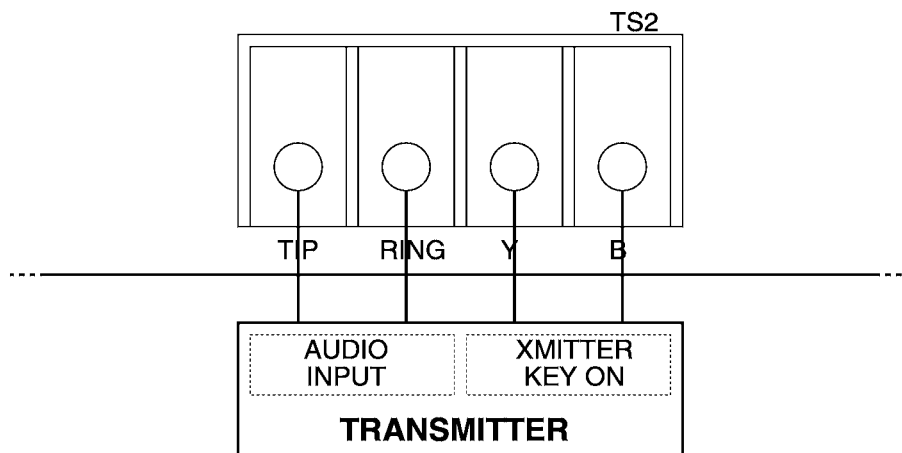 TS2
TIP RING Y B
AUDIO INPUT
XMITTER KEY ON
TRANSMITTER